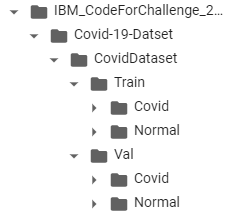 IBM_CodeForChallenge_2...
Covid-19-Datset
CovidDataset
Train
Covid
Normal
Val
Covid
Normal